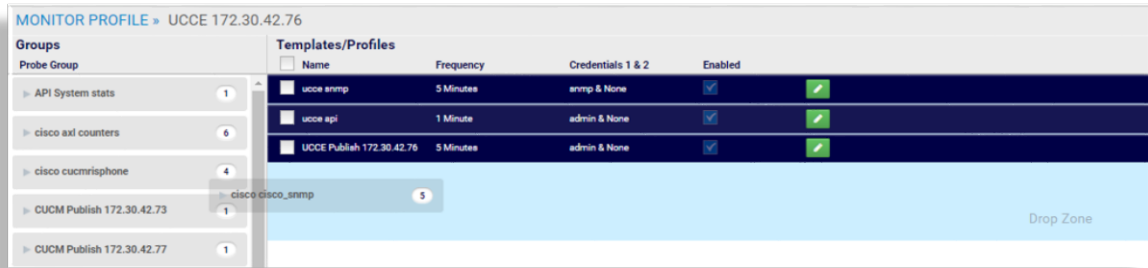 MONITOR PROFILE » UCCE 172.30.42.76
Groups
Probe Group
API System stats 1
cisco axl counters 6
cisco cucmrisphone 4
CUCM Publish 172.30.42.73 1
CUCM Publish 172.30.42.77 1
cisco cisco_snmp 5
Templates/Profiles
Name Frequency Credentials 1 & 2 Enabled
ucce snmp 5 Minutes snmp & None
ucce api 1 Minute admin & None
UCCE Publish 172.30.42.76 5 Minutes admin & None
Drop Zone